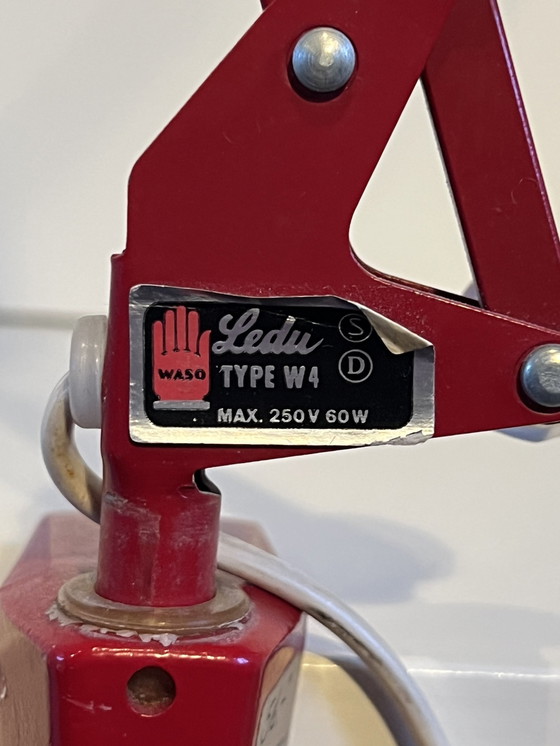 Ledu
S
WASO
TYPE W4
D
MAX. 250V 60W